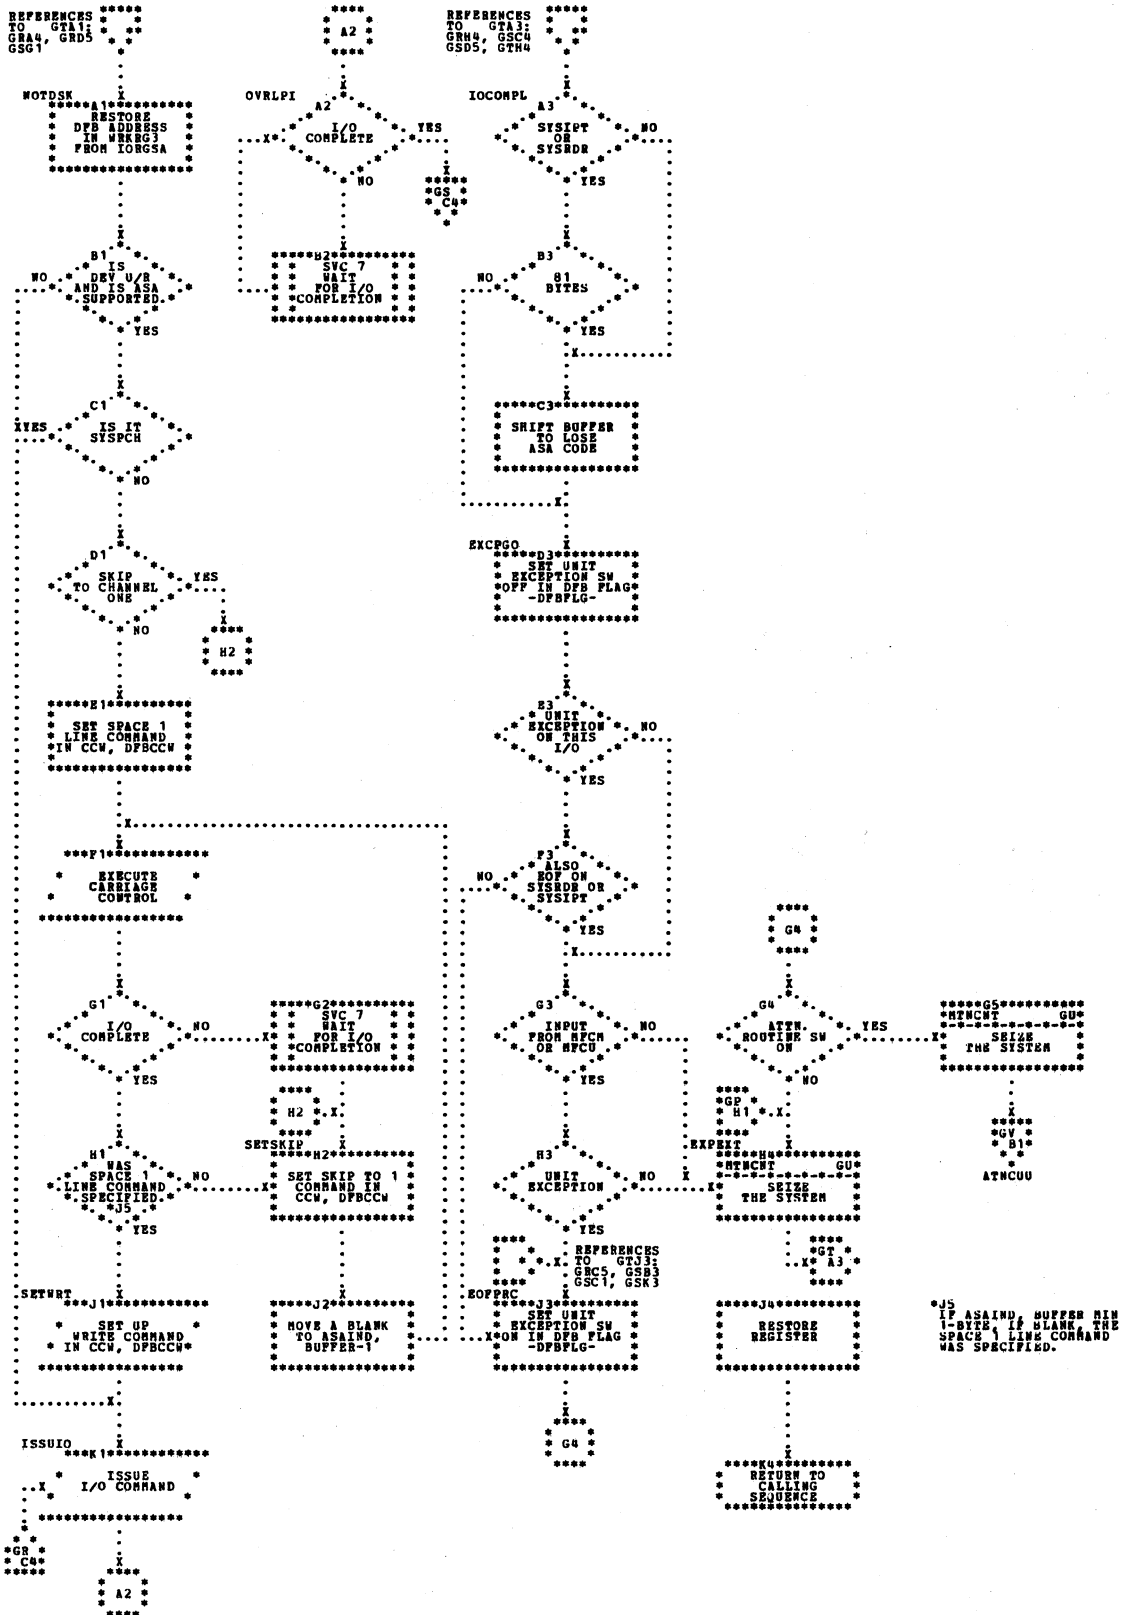 REFERENCES
TO GTA1:
GRA4, GRD5
GSG1
A2
REFERENCES
TO GTA3:
GRH4, GSC4
GSD5, GTH4
NOTDSK
A1
RESTORE
DFB ADDRESS
IN WRKRG3
FROM IORGSA
OVRLPI
A2
I/O
COMPLETE
YES
NO
GS
C4
IOCOMPL
A3
SYSIPT
OR
SYSRDR
NO
YES
B1
IS
DEV U/R
AND IS ASA
SUPPORTED
NO
YES
B2
SVC 7
WAIT
FOR I/O
COMPLETION
B3
81
BYTES
NO
YES
C1
IS IT
SYSPCH
YES
NO
C3
SHIFT BUFFER
TO LOSE
ASA CODE
D1
SKIP
TO CHANNEL
ONE
YES
NO
H2
EXCPGO
D3
SET UNIT
EXCEPTION SW
OFF IN DFB FLAG
-DFBFLG-
E1
SET SPACE 1
LINE COMMAND
IN CCW, DFBCCW
E3
UNIT
EXCEPTION
ON THIS
I/O
NO
YES
F1
EXECUTE
CARRIAGE
CONTROL
F3
ALSO
EOF ON
SYSRDR OR
SYSIPT
NO
YES
G4
G1
I/O
COMPLETE
NO
YES
G2
SVC 7
WAIT
FOR I/O
COMPLETION
G3
INPUT
FROM MFCM
OR MFCU
NO
YES
G4
ATTN.
ROUTINE SW
ON
YES
NO
G5
MTNCNT GU
SEIZE
THE SYSTEM
H2
GP
H1
GV
B1
ATNCUU
H1
WAS
SPACE 1
LINE COMMAND
SPECIFIED.
*J5
NO
YES
SETSKIP
H2
SET SKIP TO 1
COMMAND IN
CCW, DFBCCW
H3
UNIT
EXCEPTION
NO
YES
EXPEXT
H4
MTNCNT GU
SEIZE
THE SYSTEM
REFERENCES
TO GTJ3:
GRC5, GSB3
GSC1, GSK3
GT
A3
SETWRT
J1
SET UP
WRITE COMMAND
IN CCW, DFBCCW
J2
MOVE A BLANK
TO ASAIND,
BUFFER-1
EOFPRC
J3
SET UNIT
EXCEPTION SW
ON IN DFB FLAG
-DFBFLG-
J4
RESTORE
REGISTER
*J5
IF ASAIND, BUFFER MIN
1-BYTE, IF BLANK, THE
SPACE 1 LINE COMMAND
WAS SPECIFIED.
G4
ISSUIO
K1
ISSUE
I/O COMMAND
K4
RETURN TO
CALLING
SEQUENCE
GR
C4
A2